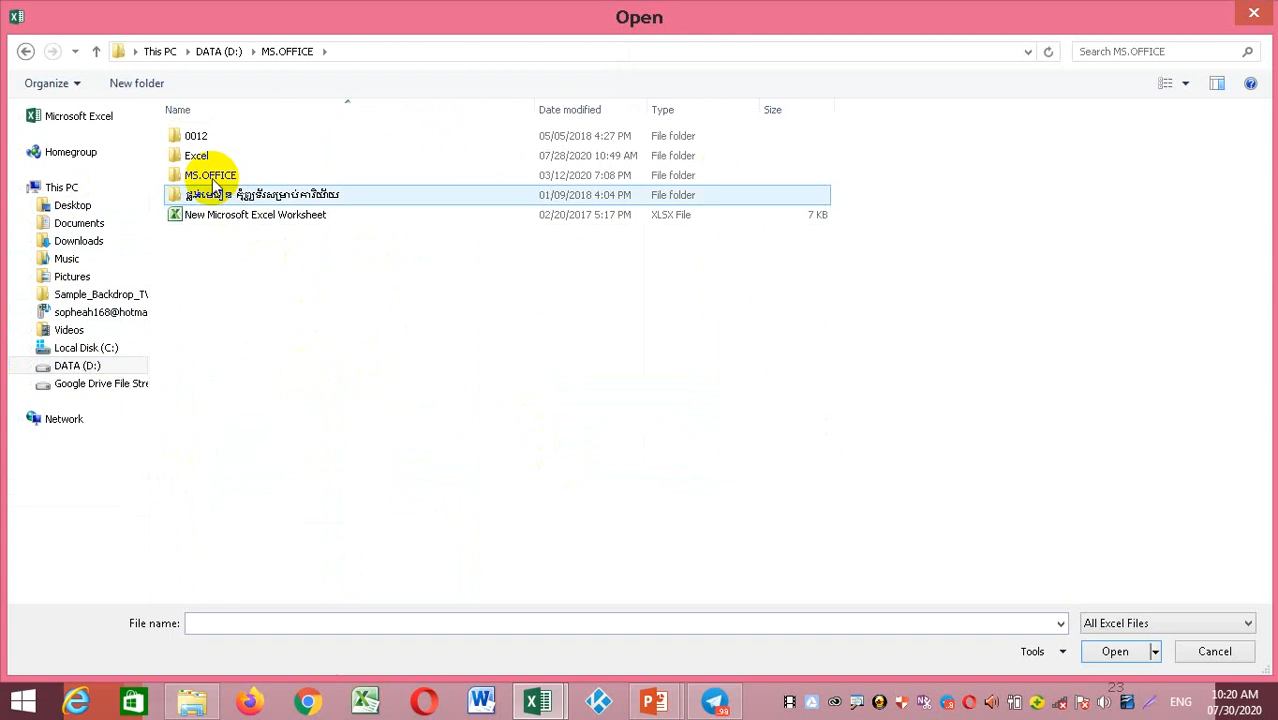 Open
This PC DATA (D:) MS.OFFICE
Search MS.OFFICE
Organize
New folder
Name
Date modified
Type
Size
Microsoft Excel
Homegroup
This PC
Desktop
Documents
Downloads
Music
Pictures
Sample_Backdrop_TV
sopheah168@hotma
Videos
Local Disk (C:)
DATA (D:)
Google Drive File Stre
Network
0012 05/05/2018 4:27 PM File folder
Excel 07/28/2020 10:49 AM File folder
MS.OFFICE 03/12/2020 7:08 PM File folder
01/09/2018 4:04 PM File folder
New Microsoft Excel Worksheet 02/20/2017 5:17 PM XLSX File 7 KB
File name:
All Excel Files
Tools
Open
Cancel
98
23
ENG
10:20 AM
07/30/2020